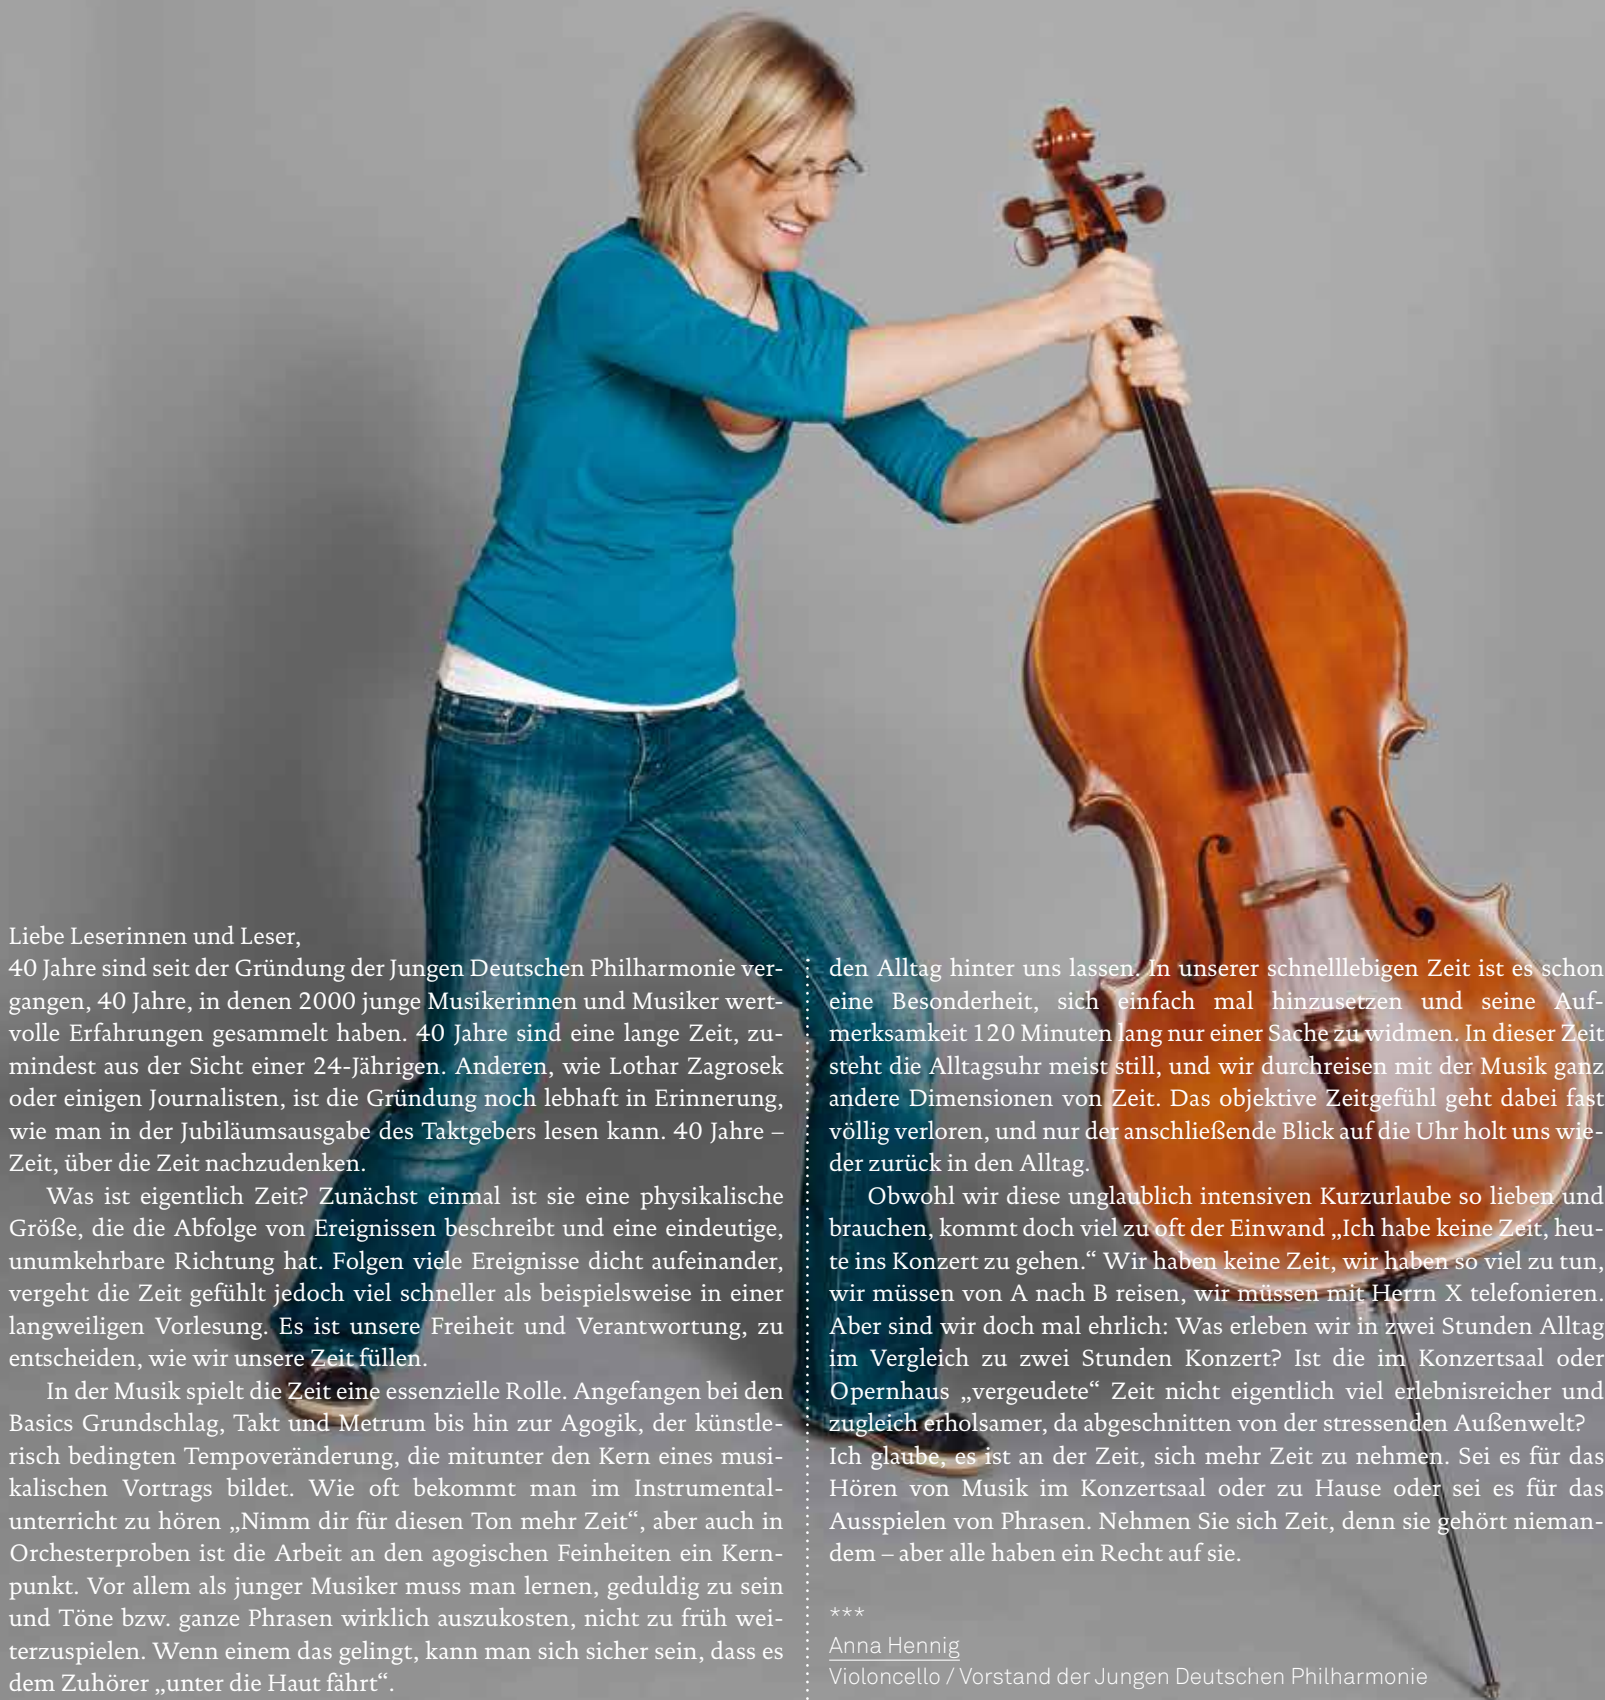 Liebe Leserinnen und Leser,
40 Jahre sind seit der Gründung der Jungen Deutschen Philharmonie ver-
gangen, 40 Jahre, in denen 2000 junge Musikerinnen und Musiker wert-
volle Erfahrungen gesammelt haben. 40 Jahre sind eine lange Zeit, zu-
mindest aus der Sicht einer 24-Jährigen. Anderen, wie Lothar Zagrosek
oder einigen Journalisten, ist die Gründung noch lebhaft in Erinnerung,
wie man in der Jubiläumsausgabe des Taktgebers lesen kann. 40 Jahre –
Zeit, über die Zeit nachzudenken.
Was ist eigentlich Zeit? Zunächst einmal ist sie eine physikalische
Größe, die die Abfolge von Ereignissen beschreibt und eine eindeutige,
unumkehrbare Richtung hat. Folgen viele Ereignisse dicht aufeinander,
vergeht die Zeit gefühlt jedoch viel schneller als beispielsweise in einer
langweiligen Vorlesung. Es ist unsere Freiheit und Verantwortung, zu
entscheiden, wie wir unsere Zeit füllen.
In der Musik spielt die Zeit eine essenzielle Rolle. Angefangen bei den
Basics Grundschlag, Takt und Metrum bis hin zur Agogik, der künstle-
risch bedingten Tempoveränderung, die mitunter den Kern eines musi-
kalischen Vortrags bildet. Wie oft bekommt man im Instrumental-
unterricht zu hören „Nimm dir für diesen Ton mehr Zeit“, aber auch in
Orchesterproben ist die Arbeit an den agogischen Feinheiten ein Kern-
punkt. Vor allem als junger Musiker muss man lernen, geduldig zu sein
und Töne bzw. ganze Phrasen wirklich auszukosten, nicht zu früh wei-
terzuspielen. Wenn einem das gelingt, kann man sich sicher sein, dass es
dem Zuhörer „unter die Haut fährt“.
den Alltag hinter uns lassen. In unserer schnelllebigen Zeit ist es schon
eine Besonderheit, sich einfach mal hinzusetzen und seine Auf-
merksamkeit 120 Minuten lang nur einer Sache zu widmen. In dieser Zeit
steht die Alltagsuhr meist still, und wir durchreisen mit der Musik ganz
andere Dimensionen von Zeit. Das objektive Zeitgefühl geht dabei fast
völlig verloren, und nur der anschließende Blick auf die Uhr holt uns wie-
der zurück in den Alltag.
Obwohl wir diese unglaublich intensiven Kurzurlaube so lieben und
brauchen, kommt doch viel zu oft der Einwand „Ich habe keine Zeit, heu-
te ins Konzert zu gehen.“ Wir haben keine Zeit, wir haben so viel zu tun,
wir müssen von A nach B reisen, wir müssen mit Herrn X telefonieren.
Aber sind wir doch mal ehrlich: Was erleben wir in zwei Stunden Alltag
im Vergleich zu zwei Stunden Konzert? Ist die im Konzertsaal oder
Opernhaus „vergeudete“ Zeit nicht eigentlich viel erlebnisreicher und
zugleich erholsamer, da abgeschnitten von der stressenden Außenwelt?
Ich glaube, es ist an der Zeit, sich mehr Zeit zu nehmen. Sei es für das
Hören von Musik im Konzertsaal oder zu Hause oder sei es für das
Ausspielen von Phrasen. Nehmen Sie sich Zeit, denn sie gehört nieman-
dem – aber alle haben ein Recht auf sie.
***
Anna Hennig
Violoncello / Vorstand der Jungen Deutschen Philharmonie